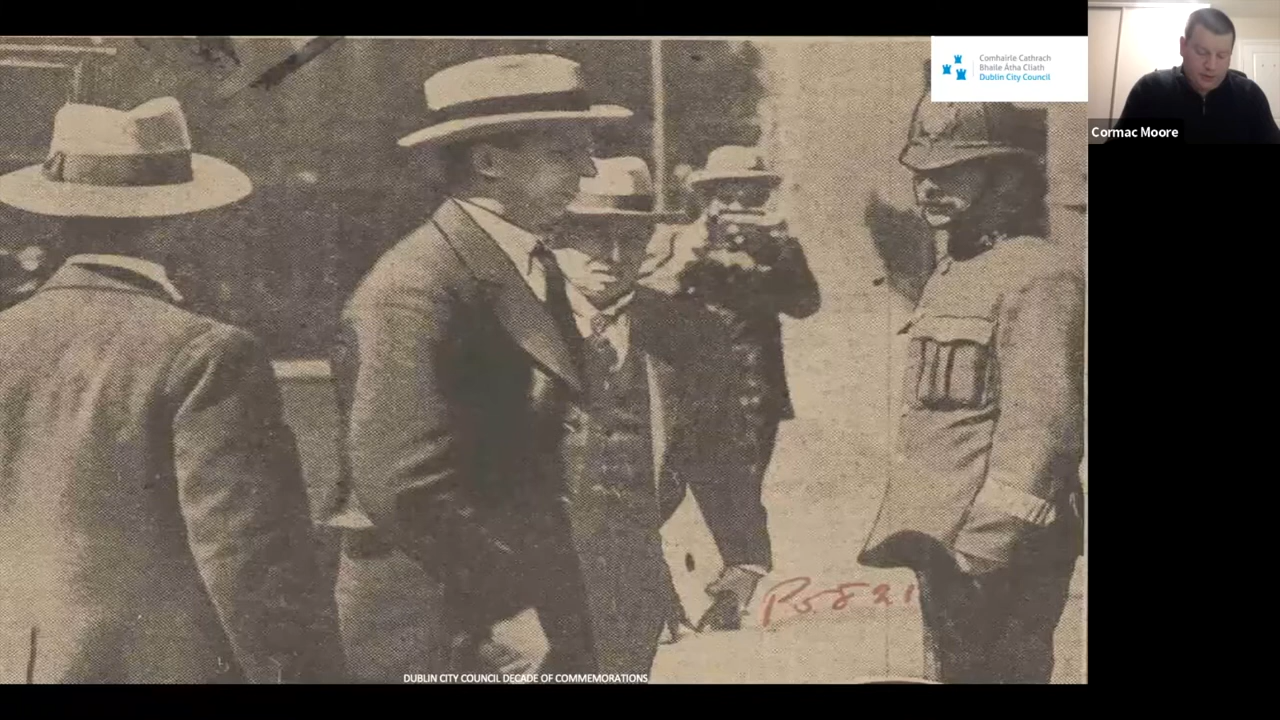 Comhairle Cathrach
Bhaile Átha Cliath
Dublin City Council
Cormac Moore
DUBLIN CITY COUNCIL DECADE OF COMMEMORATIONS